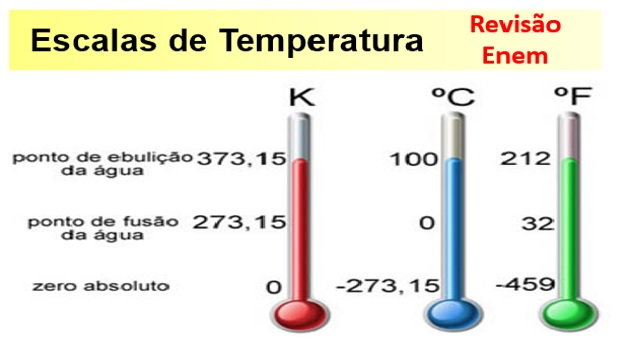 Escalas de Temperatura
Revisão
Enem
K ºC ºF
ponto de ebulição 373,15 100 212
da água
ponto de fusão 273,15 0 32
da água
zero absoluto 0 -273,15 -459